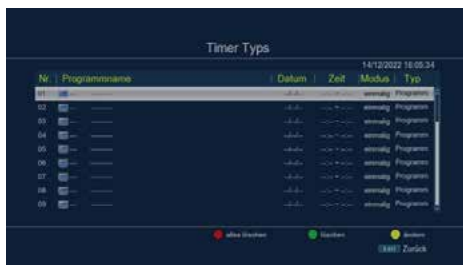 Timer Typs
14/12/2022 16:05:34
Nr. | Programmname | Datum | Zeit | Modus | Typ
01 --- ------ --/--/-- --:-- ~ --:-- einmalig Programm
02 --- ------ --/--/-- --:-- ~ --:-- einmalig Programm
03 --- ------ --/--/-- --:-- ~ --:-- einmalig Programm
04 --- ------ --/--/-- --:-- ~ --:-- einmalig Programm
05 --- ------ --/--/-- --:-- ~ --:-- einmalig Programm
06 --- ------ --/--/-- --:-- ~ --:-- einmalig Programm
07 --- ------ --/--/-- --:-- ~ --:-- einmalig Programm
08 --- ------ --/--/-- --:-- ~ --:-- einmalig Programm
09 --- ------ --/--/-- --:-- ~ --:-- einmalig Programm
alles löschen löschen ändern
EXIT Zurück